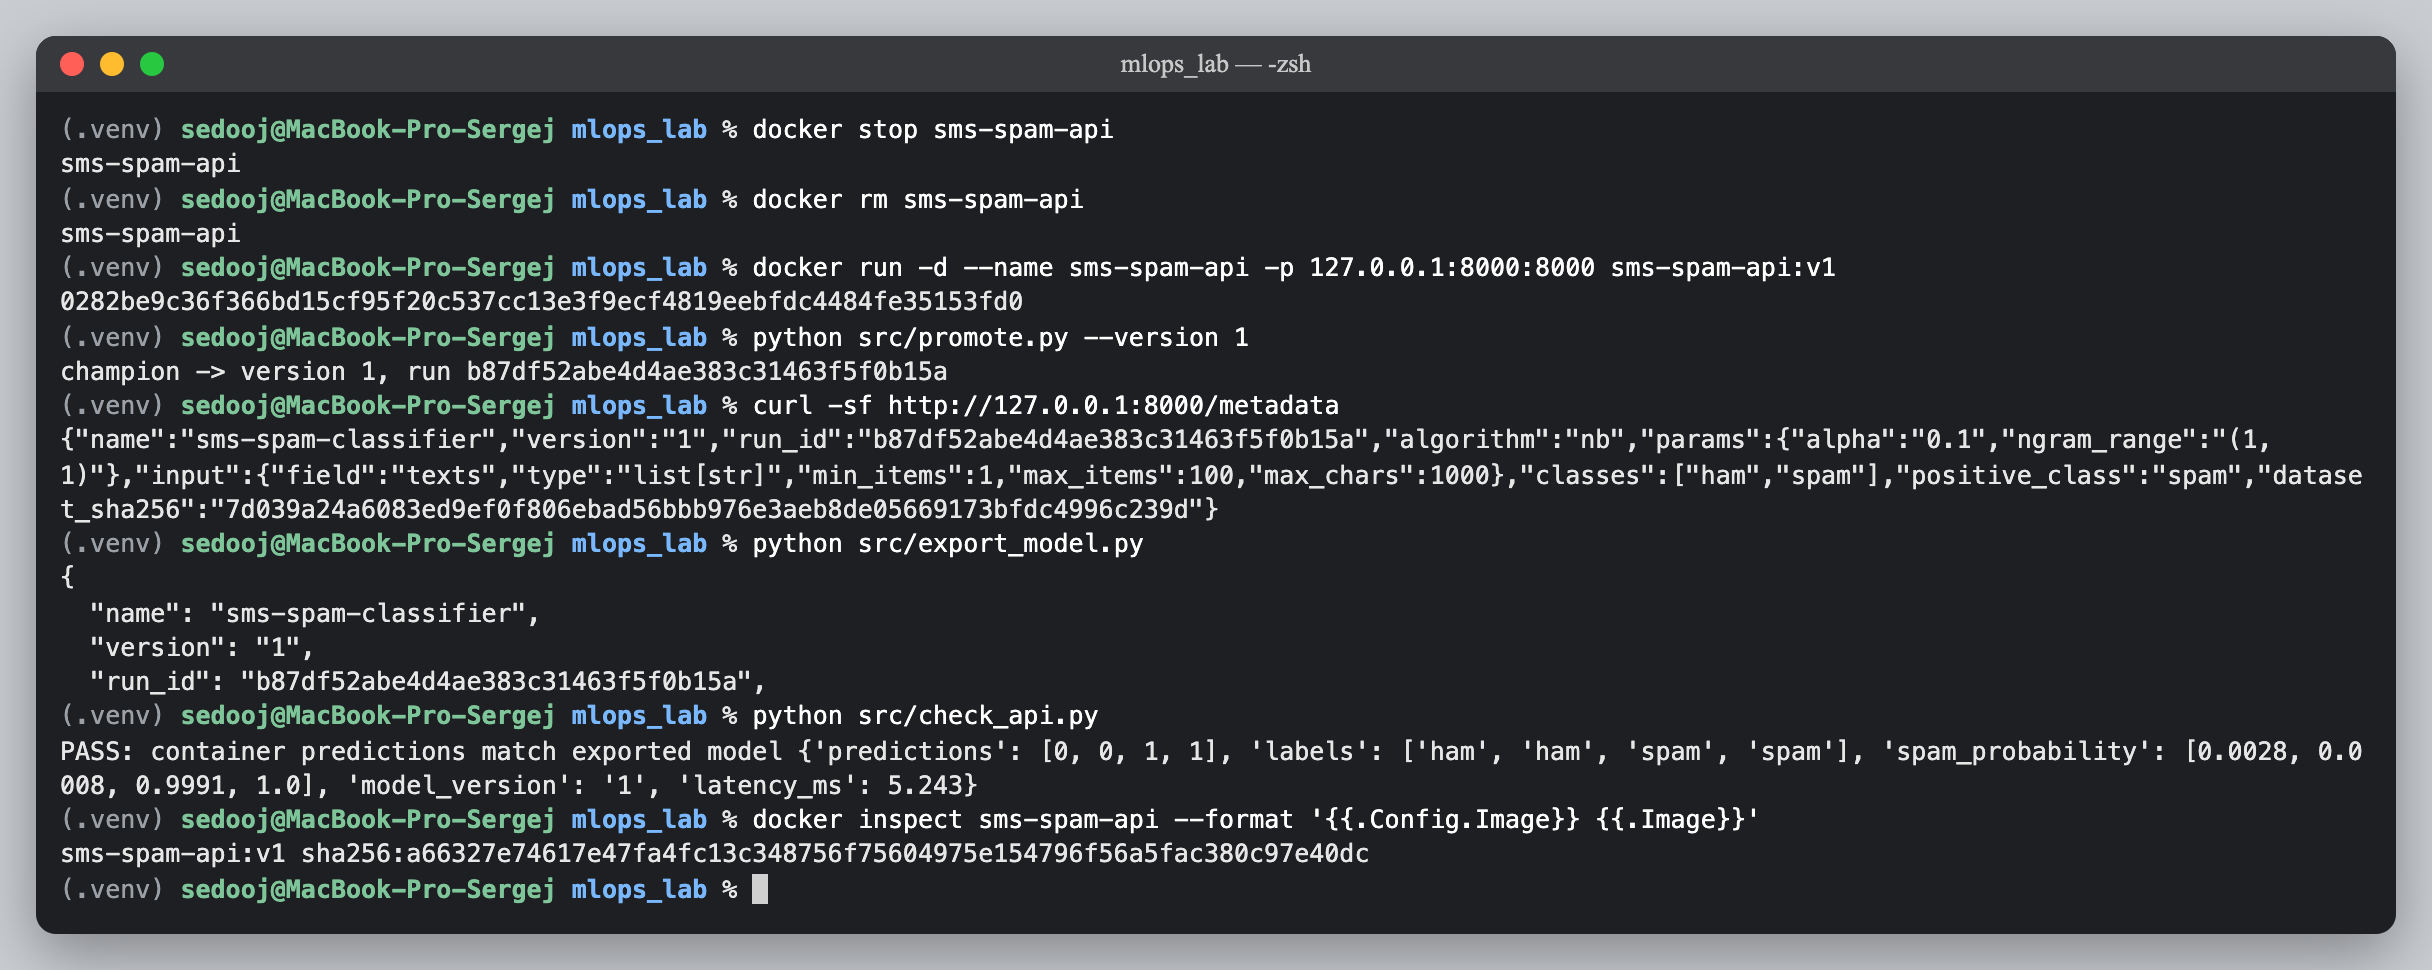 mlops_lab — -zsh
(.venv) sedooj@MacBook-Pro-Sergej mlops_lab % docker stop sms-spam-api
sms-spam-api
(.venv) sedooj@MacBook-Pro-Sergej mlops_lab % docker rm sms-spam-api
sms-spam-api
(.venv) sedooj@MacBook-Pro-Sergej mlops_lab % docker run -d --name sms-spam-api -p 127.0.0.1:8000:8000 sms-spam-api:v1
0282be9c36f366bd15cf95f20c537cc13e3f9ecf4819eebfdc4484fe35153fd0
(.venv) sedooj@MacBook-Pro-Sergej mlops_lab % python src/promote.py --version 1
champion -> version 1, run b87df52abe4d4ae383c31463f5f0b15a
(.venv) sedooj@MacBook-Pro-Sergej mlops_lab % curl -sf http://127.0.0.1:8000/metadata
{"name":"sms-spam-classifier","version":"1","run_id":"b87df52abe4d4ae383c31463f5f0b15a","algorithm":"nb","params":{"alpha":"0.1","ngram_range":"(1,
1)"},"input":{"field":"texts","type":"list[str]","min_items":1,"max_items":100,"max_chars":1000},"classes":["ham","spam"],"positive_class":"spam","datase
t_sha256":"7d039a24a6083ed9ef0f806ebad56bbb976e3aeb8de05669173bfdc4996c239d"}
(.venv) sedooj@MacBook-Pro-Sergej mlops_lab % python src/export_model.py
{
  "name": "sms-spam-classifier",
  "version": "1",
  "run_id": "b87df52abe4d4ae383c31463f5f0b15a",
(.venv) sedooj@MacBook-Pro-Sergej mlops_lab % python src/check_api.py
PASS: container predictions match exported model {'predictions': [0, 0, 1, 1], 'labels': ['ham', 'ham', 'spam', 'spam'], 'spam_probability': [0.0028, 0.0
008, 0.9991, 1.0], 'model_version': '1', 'latency_ms': 5.243}
(.venv) sedooj@MacBook-Pro-Sergej mlops_lab % docker inspect sms-spam-api --format '{{.Config.Image}} {{.Image}}'
sms-spam-api:v1 sha256:a66327e74617e47fa4fc13c348756f75604975e154796f56a5fac380c97e40dc
(.venv) sedooj@MacBook-Pro-Sergej mlops_lab %